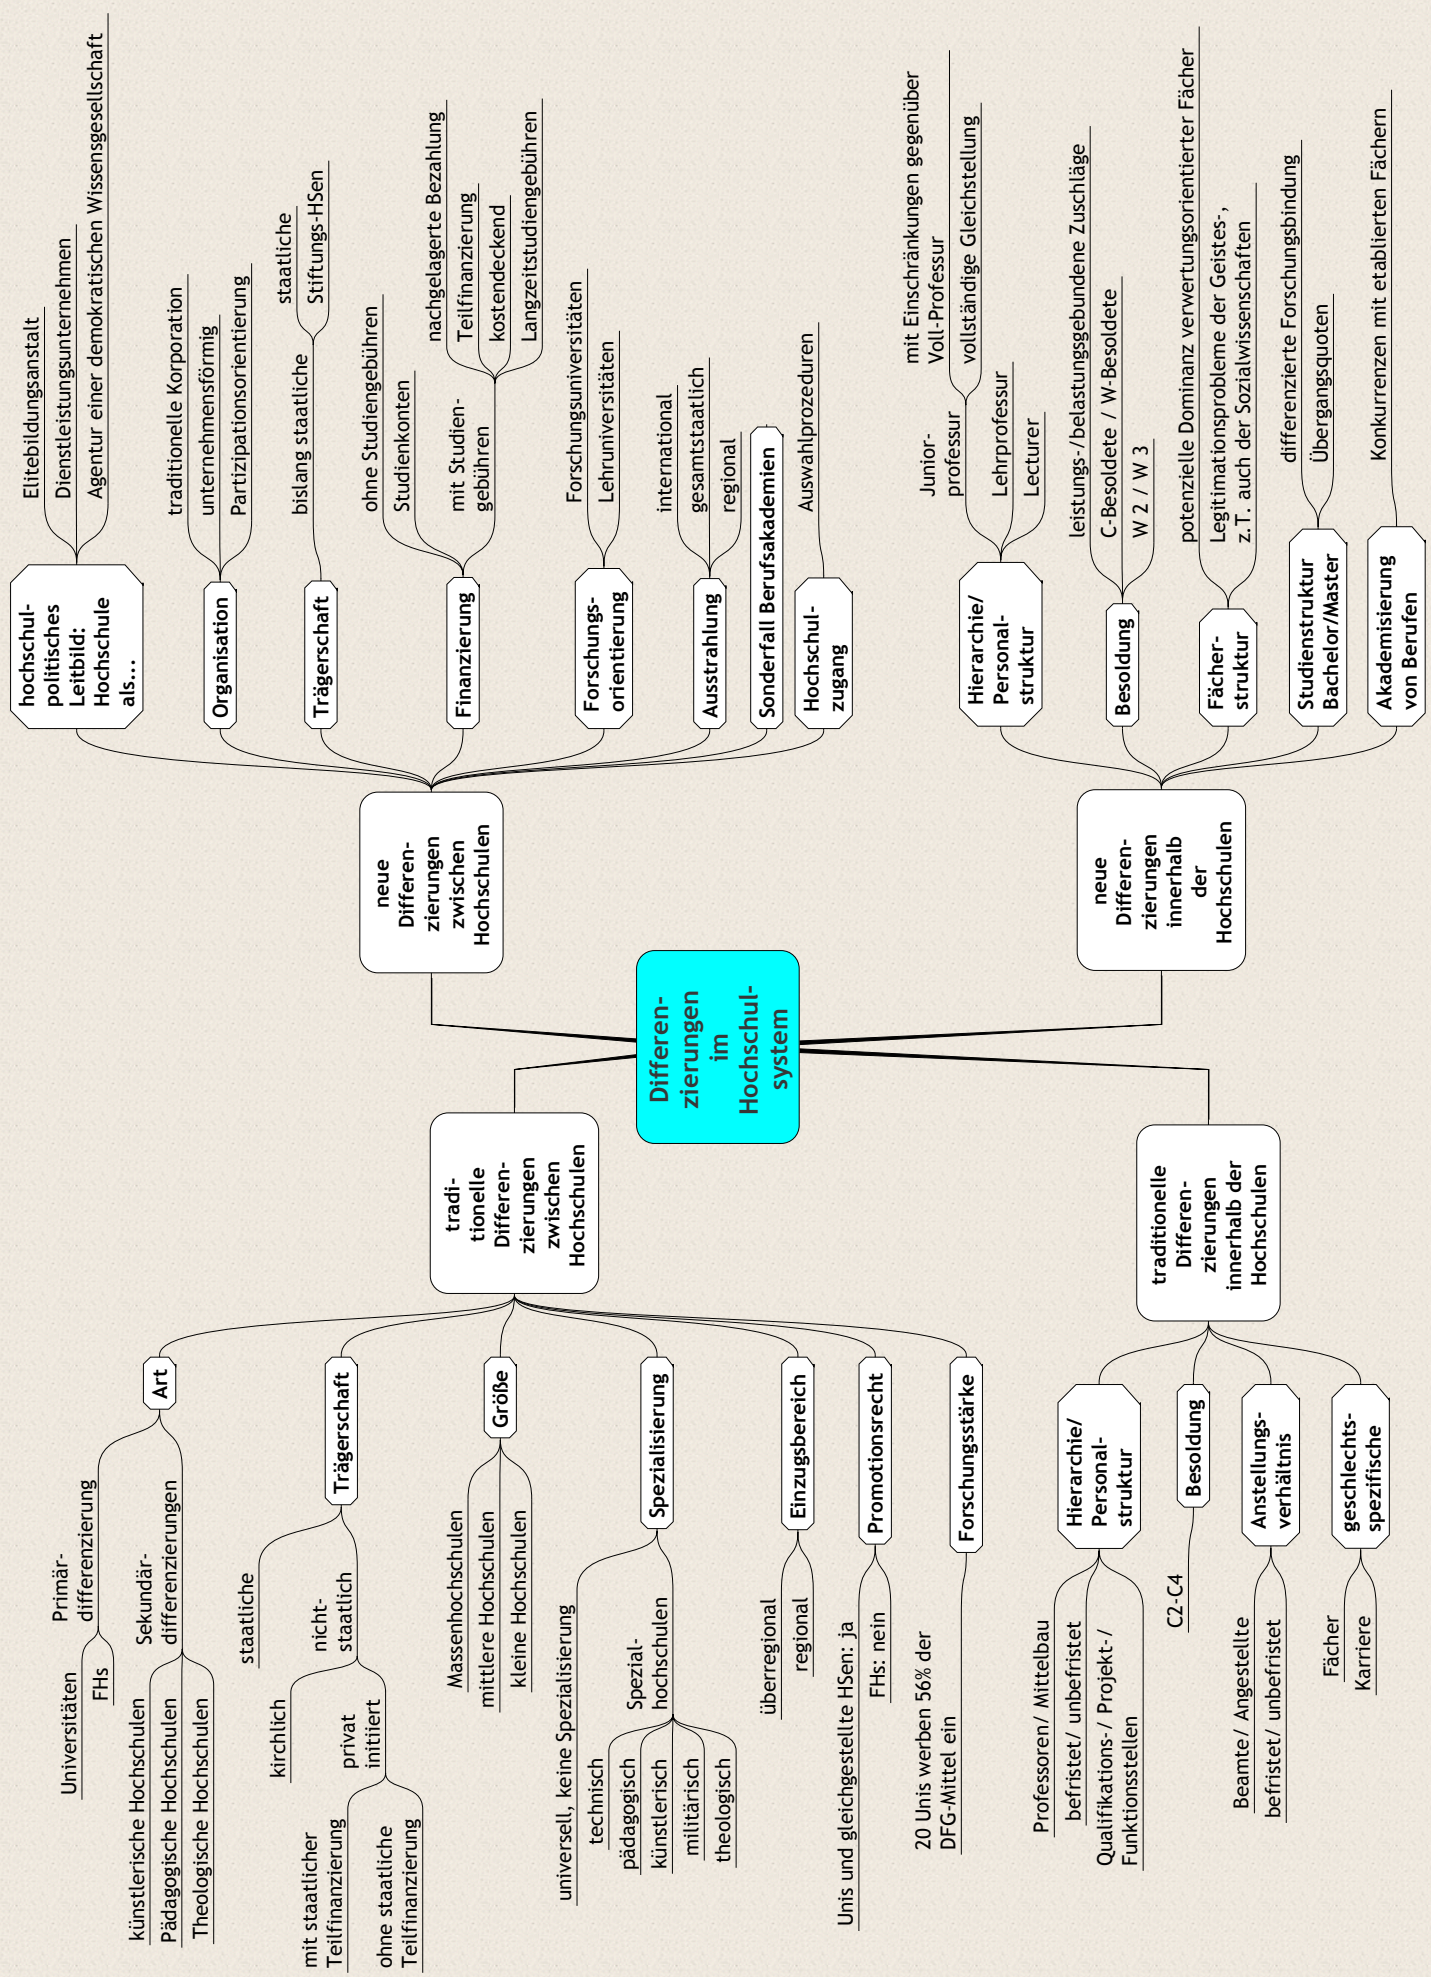 Differen-
zierungen
im
Hochschul-
system
tradi-
tionelle
Differen-
zierungen
zwischen
Hochschulen
Art
Primär-
differenzierung
Universitäten
FHs
Sekundär-
differenzierungen
künstlerische Hochschulen
Pädagogische Hochschulen
Theologische Hochschulen
Trägerschaft
staatliche
nicht-
staatlich
kirchlich
privat
initiiert
mit staatlicher
Teilfinanzierung
ohne staatliche
Teilfinanzierung
Größe
Massenhochschulen
mittlere Hochschulen
kleine Hochschulen
Spezialisierung
universell, keine Spezialisierung
Spezial-
hochschulen
technisch
pädagogisch
künstlerisch
militärisch
theologisch
Einzugsbereich
überregional
regional
Promotionsrecht
Unis und gleichgestellte HSen: ja
FHs: nein
Forschungsstärke
20 Unis werben 56% der
DFG-Mittel ein
traditionelle
Differen-
zierungen
innerhalb der
Hochschulen
Hierarchie/
Personal-
struktur
Professoren/ Mittelbau
befristet/ unbefristet
Qualifikations-/ Projekt-/
Funktionsstellen
Besoldung
C2-C4
Anstellungs-
verhältnis
Beamte/ Angestellte
befristet/ unbefristet
geschlechts-
spezifische
Fächer
Karriere
neue
Differen-
zierungen
zwischen
Hochschulen
hochschul-
politisches
Leitbild:
Hochschule
als...
Elitebildungsanstalt
Dienstleistungsunternehmen
Agentur einer demokratischen Wissensgesellschaft
Organisation
traditionelle Korporation
unternehmensförmig
Partizipationsorientierung
Trägerschaft
bislang staatliche
staatliche
Stiftungs-HSen
Finanzierung
ohne Studiengebühren
Studienkonten
mit Studien-
gebühren
nachgelagerte Bezahlung
Teilfinanzierung
kostendeckend
Langzeitstudiengebühren
Forschungs-
orientierung
Forschungsuniversitäten
Lehruniversitäten
Ausstrahlung
international
gesamtstaatlich
regional
Sonderfall Berufsakademien
Hochschul-
zugang
Auswahlprozeduren
neue
Differen-
zierungen
innerhalb
der
Hochschulen
Hierarchie/
Personal-
struktur
Junior-
professur
mit Einschränkungen gegenüber
Voll-Professur
vollständige Gleichstellung
Lehrprofessur
Lecturer
Besoldung
leistungs-/belastungsgebundene Zuschläge
C-Besoldete / W-Besoldete
W 2 / W 3
Fächer-
struktur
potenzielle Dominanz verwertungsorientierter Fächer
Legitimationsprobleme der Geistes-,
z.T. auch der Sozialwissenschaften
Studienstruktur
Bachelor/Master
differenzierte Forschungsbindung
Übergangsquoten
Akademisierung
von Berufen
Konkurrenzen mit etablierten Fächern